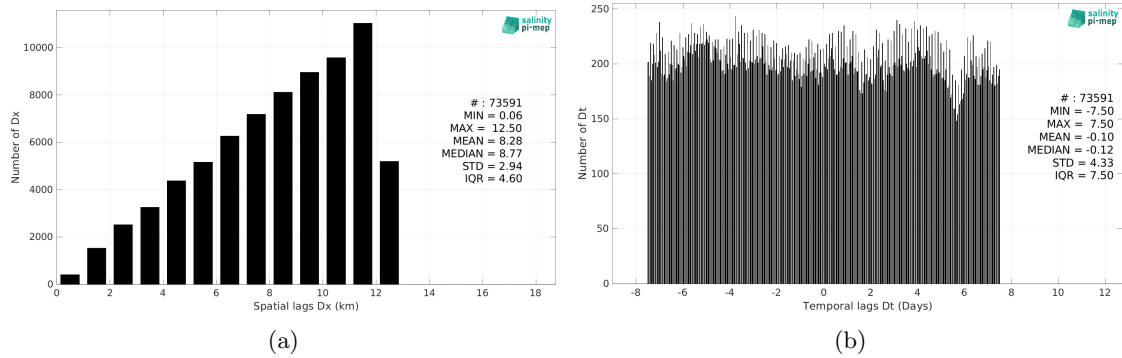 salinity
pi-mep
10000
8000
6000
4000
2000
0
Number of Dx
# : 73591
MIN = 0.06
MAX = 12.50
MEAN = 8.28
MEDIAN = 8.77
STD = 2.94
IQR = 4.60
0 2 4 6 8 10 12 14 16 18
Spatial lags Dx (km)
(a)
salinity
pi-mep
250
200
150
100
50
0
Number of Dt
# : 73591
MIN = -7.50
MAX = 7.50
MEAN = -0.10
MEDIAN = -0.12
STD = 4.33
IQR = 7.50
-8 -6 -4 -2 0 2 4 6 8 10 12
Temporal lags Dt (Days)
(b)